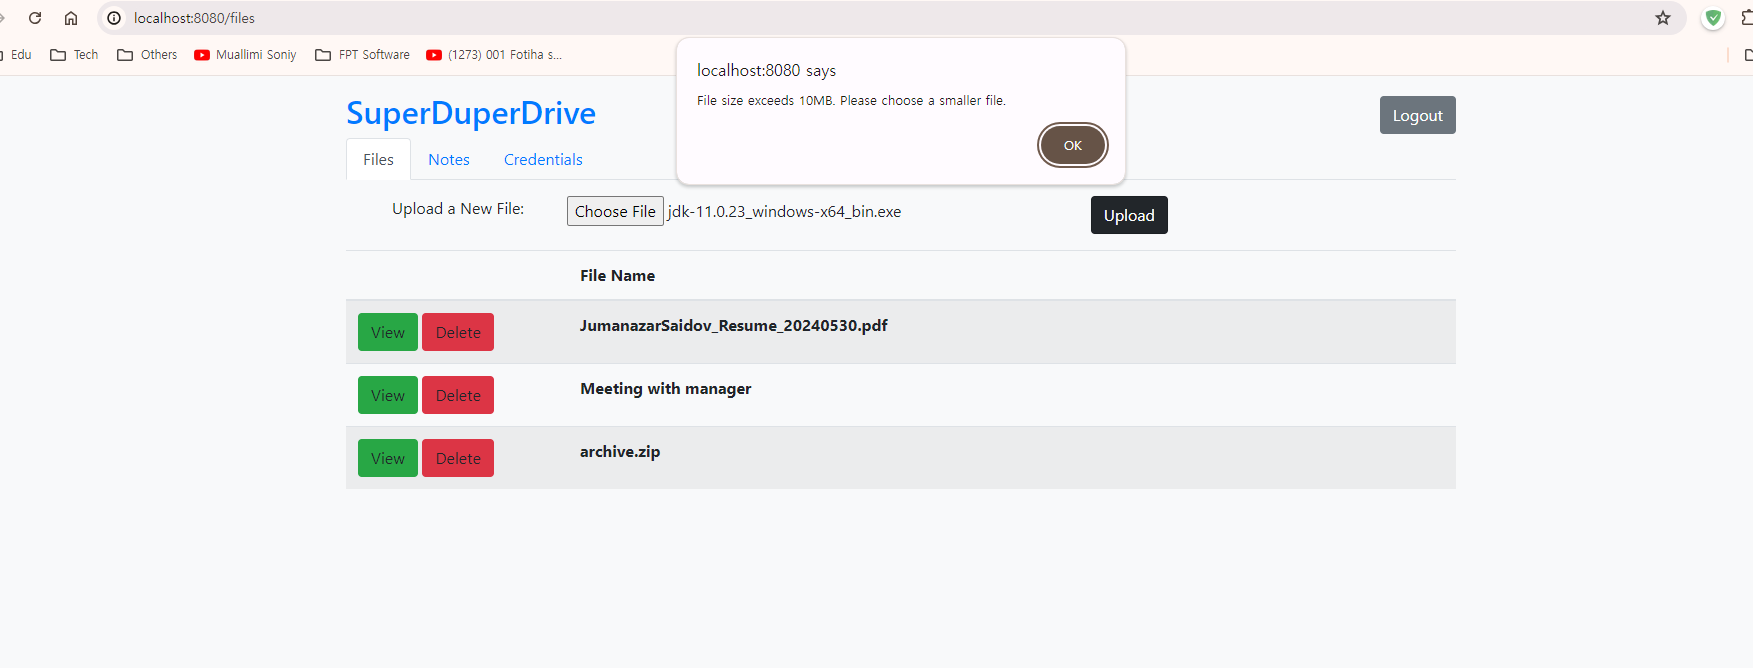 localhost:8080/files
Edu
Tech
Others
Muallimi Soniy
FPT Software
(1273) 001 Fotiha s...
localhost:8080 says
File size exceeds 10MB. Please choose a smaller file.
OK
SuperDuperDrive
Logout
Files
Notes
Credentials
Upload a New File:
Choose File
jdk-11.0.23_windows-x64_bin.exe
Upload
File Name
View
Delete
JumanazarSaidov_Resume_20240530.pdf
View
Delete
Meeting with manager
View
Delete
archive.zip